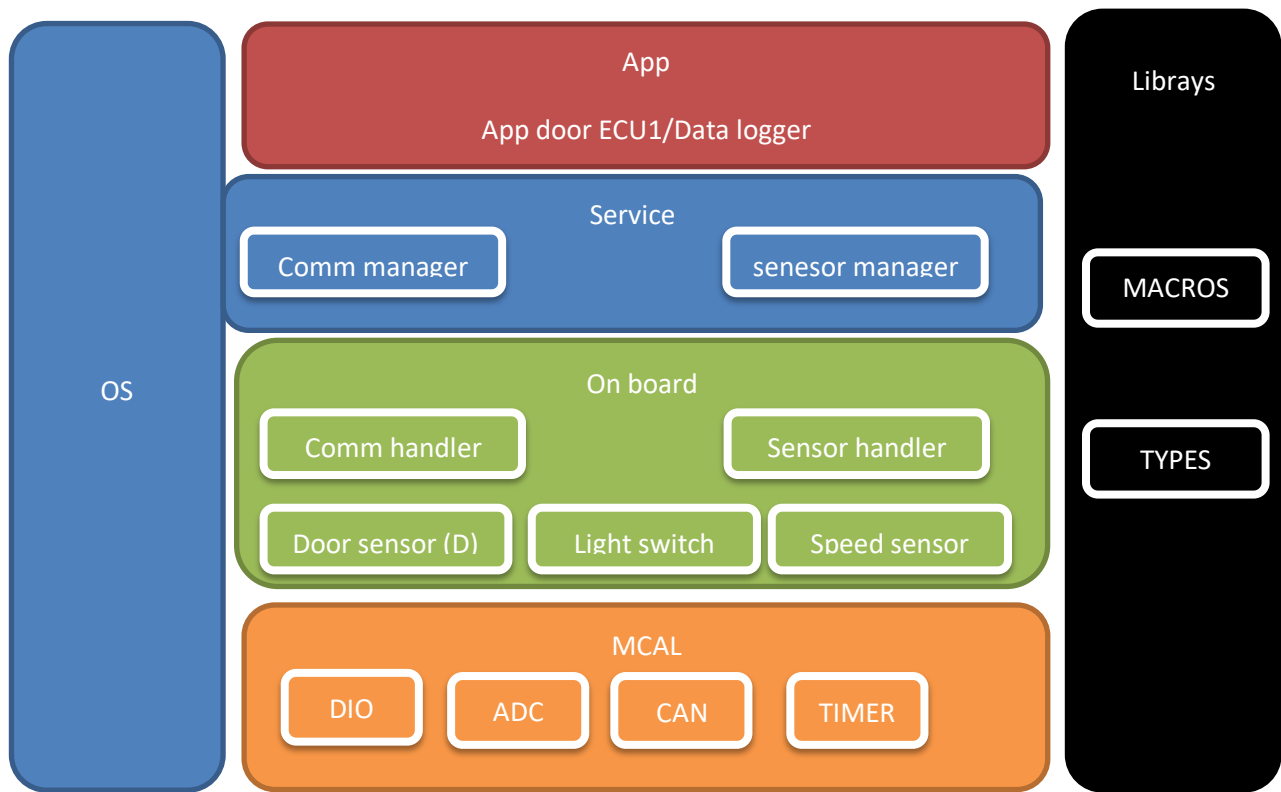 OS
App
App door ECU1/Data logger
Service
Comm manager
senesor manager
On board
Comm handler
Sensor handler
Door sensor (D)
Light switch
Speed sensor
MCAL
DIO
ADC
CAN
TIMER
Librays
MACROS
TYPES